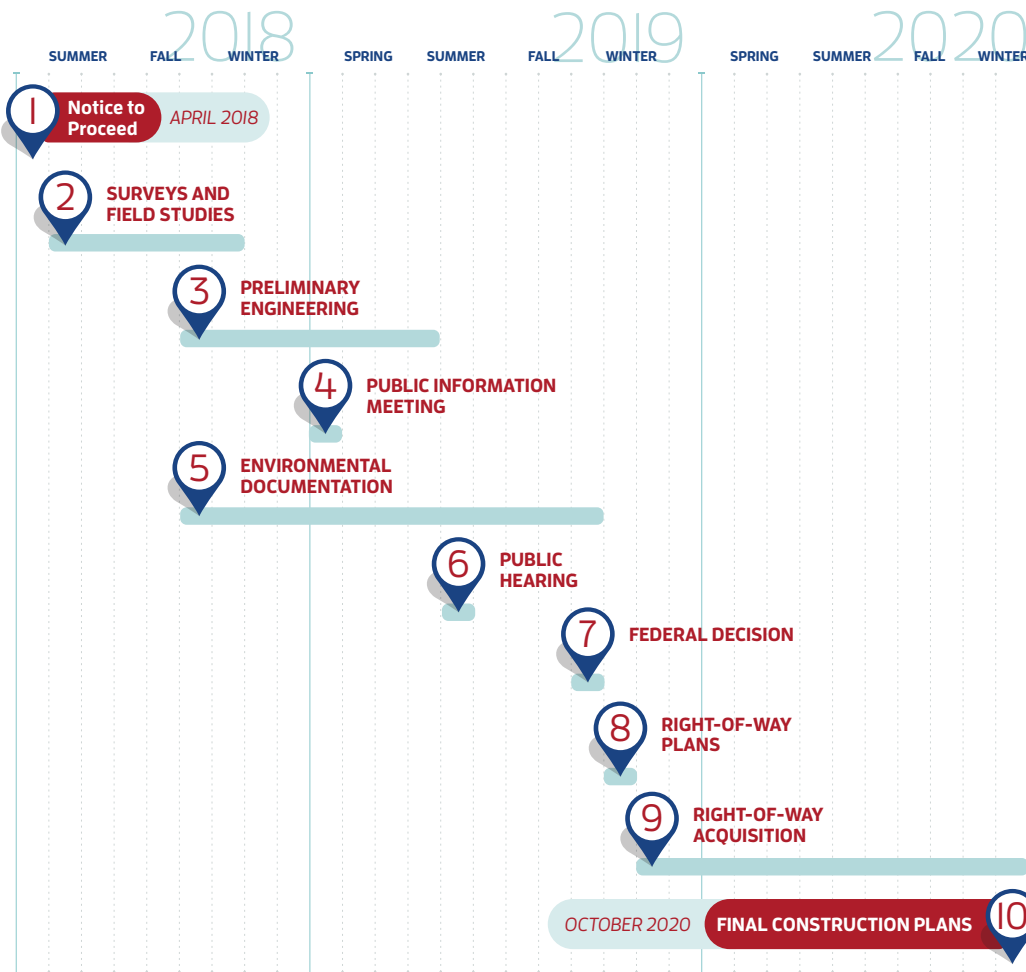 2018 2019 2020
SUMMER FALL WINTER SPRING SUMMER FALL WINTER SPRING SUMMER FALL WINTER
1 Notice to
Proceed
APRIL 2018
2 SURVEYS AND
FIELD STUDIES
3 PRELIMINARY
ENGINEERING
4 PUBLIC INFORMATION
MEETING
5 ENVIRONMENTAL
DOCUMENTATION
6 PUBLIC
HEARING
7 FEDERAL DECISION
8 RIGHT-OF-WAY
PLANS
9 RIGHT-OF-WAY
ACQUISITION
OCTOBER 2020 FINAL CONSTRUCTION PLANS 10